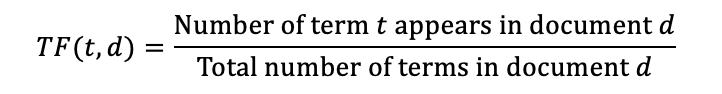 TF(t, d) = Number of term t appears in document d
Total number of terms in document d